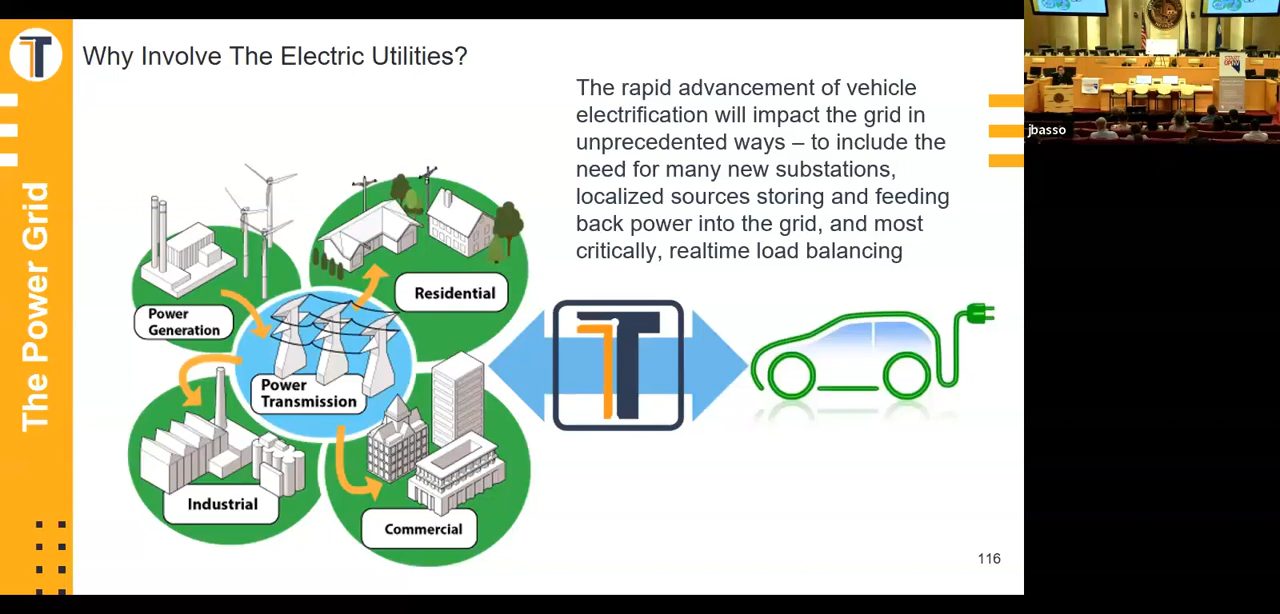 Why Involve The Electric Utilities?
The Power Grid
The rapid advancement of vehicle
electrification will impact the grid in
unprecedented ways – to include the
need for many new substations,
localized sources storing and feeding
back power into the grid, and most
critically, realtime load balancing
Power
Generation
Residential
Power
Transmission
Industrial
Commercial
T
116
jbasso